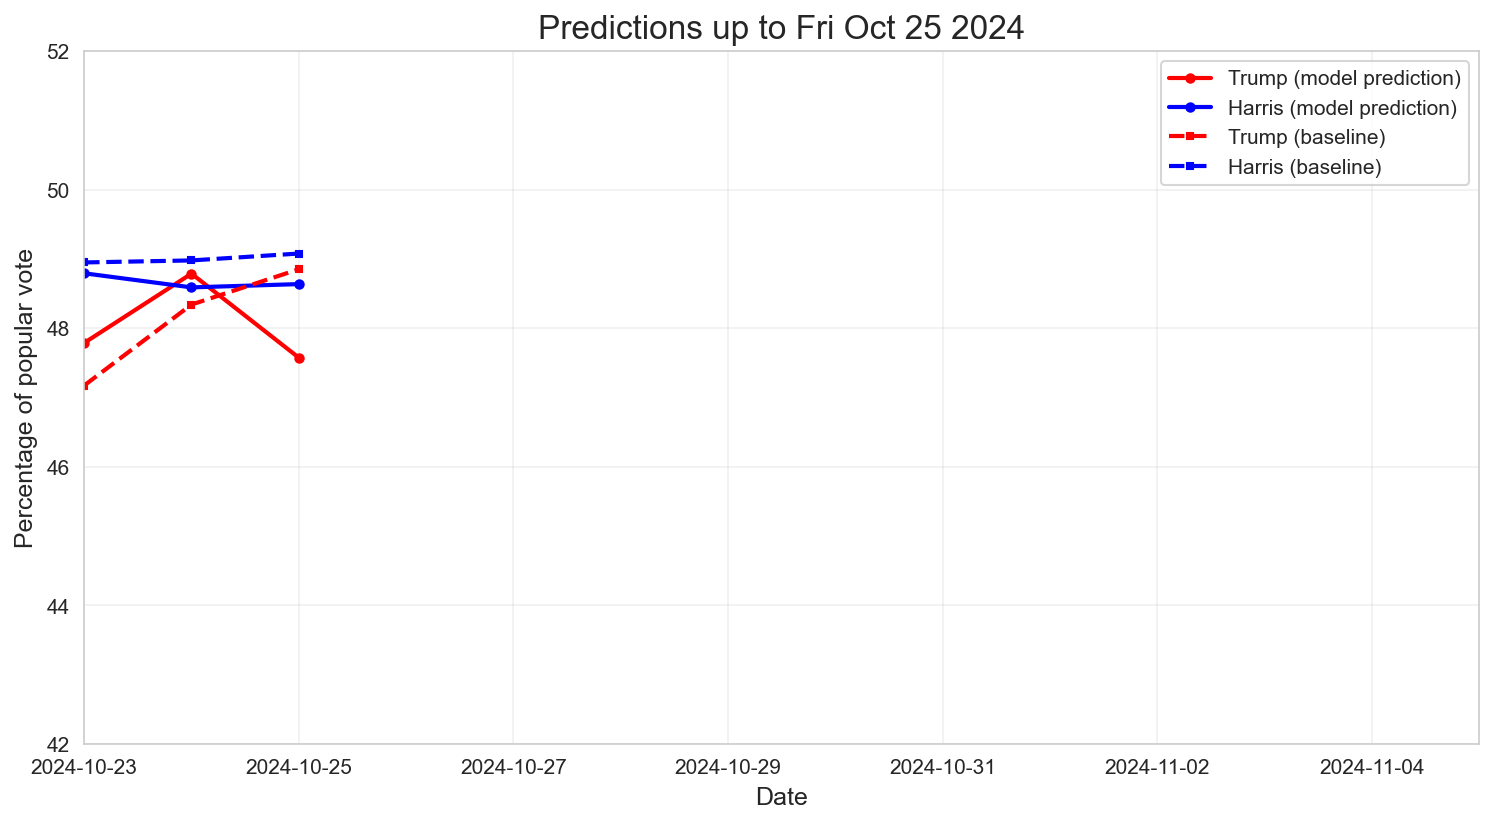 Predictions up to Fri Oct 25 2024
52
50
48
46
44
42
Percentage of popular vote
Trump (model prediction)
Harris (model prediction)
Trump (baseline)
Harris (baseline)
2024-10-23
2024-10-25
2024-10-27
2024-10-29
2024-10-31
2024-11-02
2024-11-04
Date